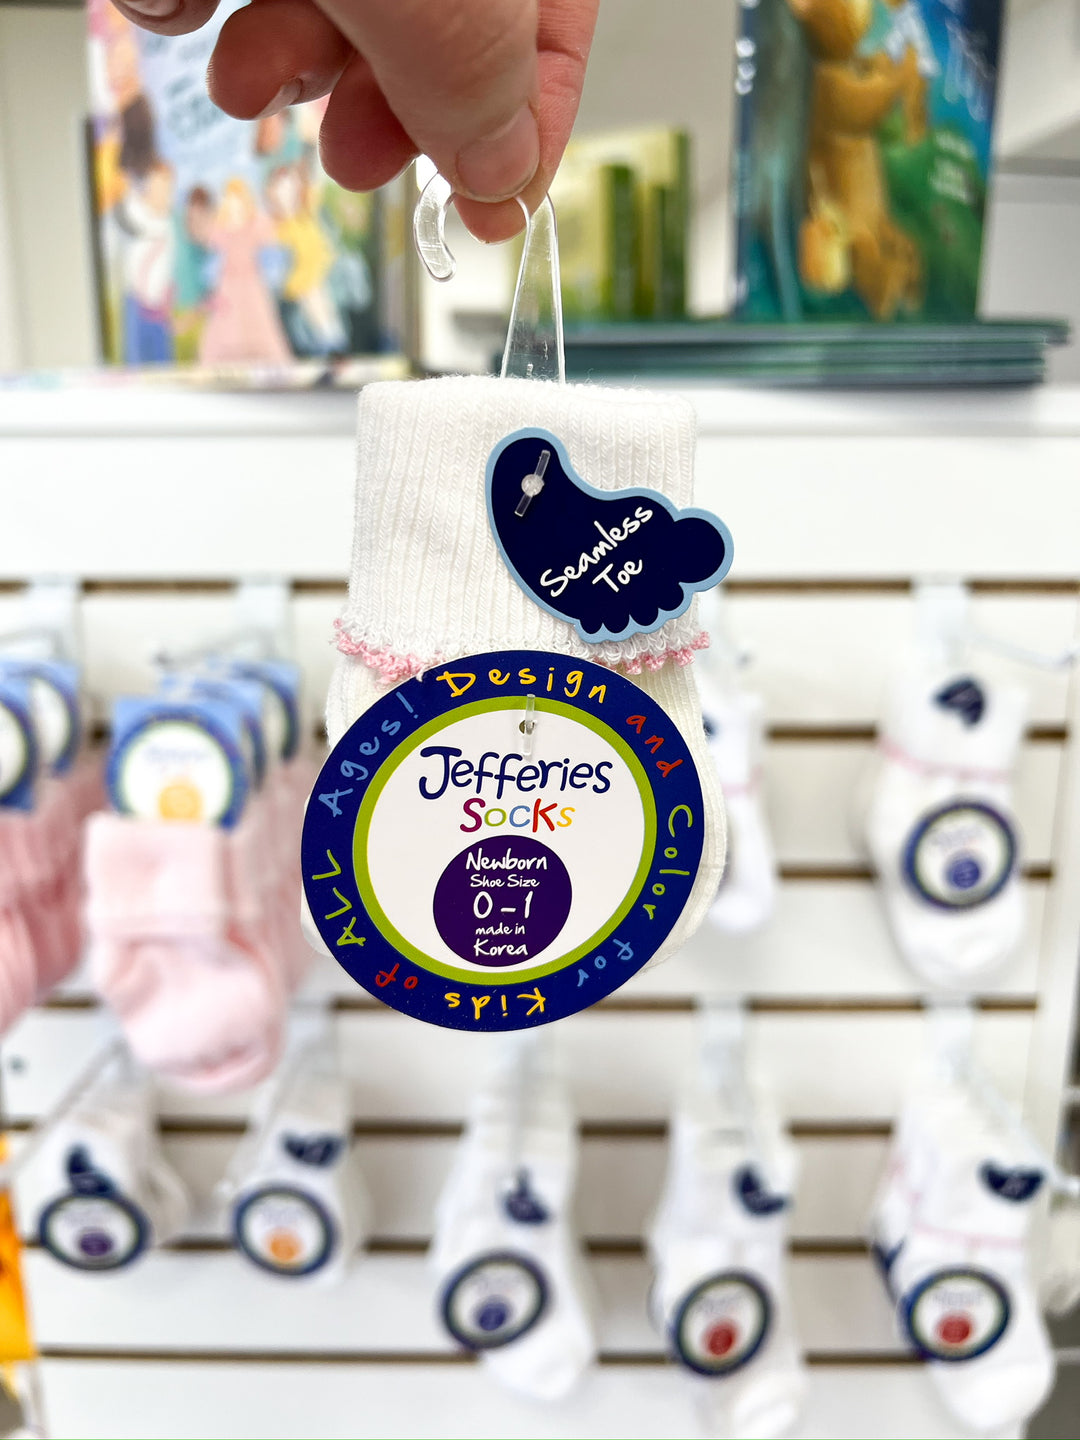 Seamless
Toe
Design and Color for Kids of ALL Ages!
Jefferies
Socks
Newborn
Shoe Size
0-1
made in
Korea